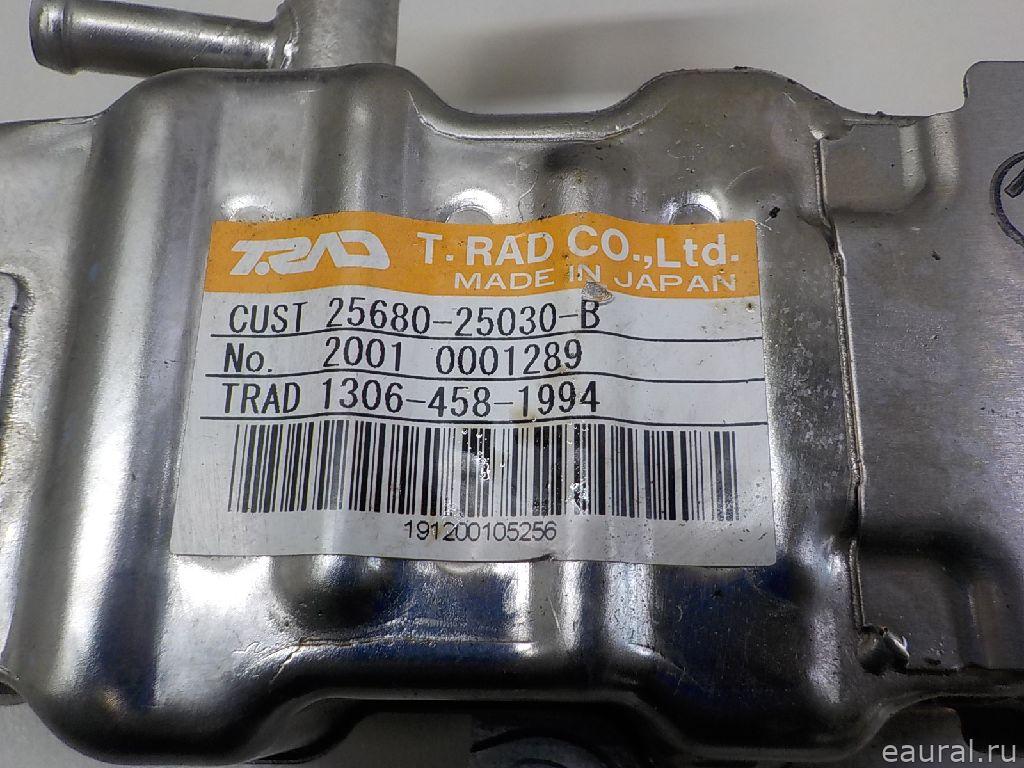 T.RAD T.RAD CO.,Ltd.
MADE IN JAPAN
CUST 25680-25030-B
No. 2001 0001289
TRAD 1306-458-1994
191200105256
eaural.ru